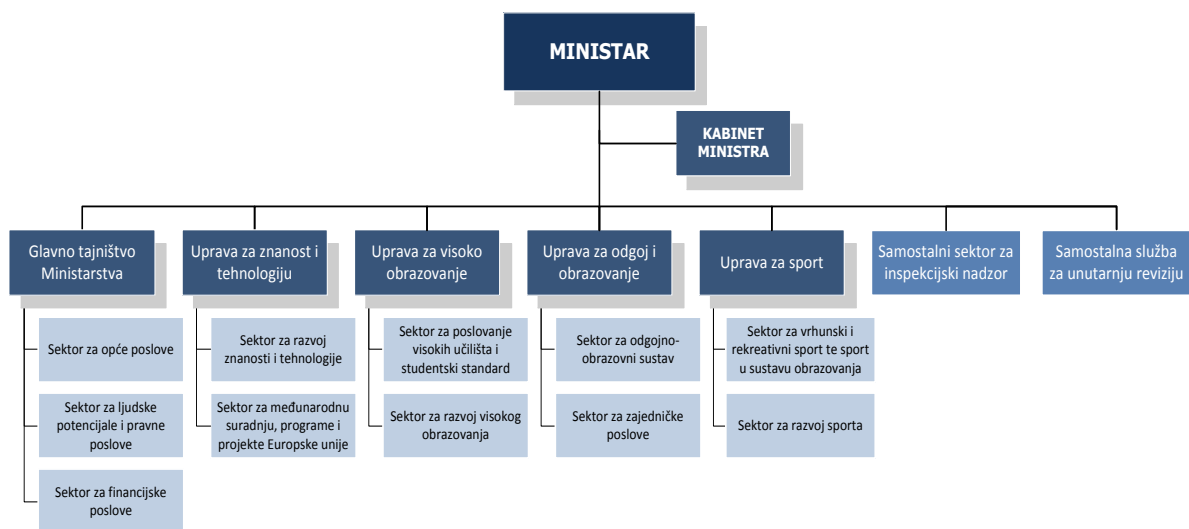 MINISTAR
KABINET
MINISTRA
Glavno tajništvo
Ministarstva
Uprava za znanost i
tehnologiju
Uprava za visoko
obrazovanje
Uprava za odgoj i
obrazovanje
Uprava za sport
Samostalni sektor za
inspekcijski nadzor
Samostalna služba
za unutarnju reviziju
Sektor za opće poslove
Sektor za ljudske
potencijale i pravne
poslove
Sektor za financijske
poslove
Sektor za razvoj
znanosti i tehnologije
Sektor za međunarodnu
suradnju, programe i
projekte Europske unije
Sektor za poslovanje
visokih učilišta i
studentski standard
Sektor za razvoj visokog
obrazovanja
Sektor za odgojno-
obrazovni sustav
Sektor za zajedničke
poslove
Sektor za vrhunski i
rekreativni sport te sport
u sustavu obrazovanja
Sektor za razvoj sporta